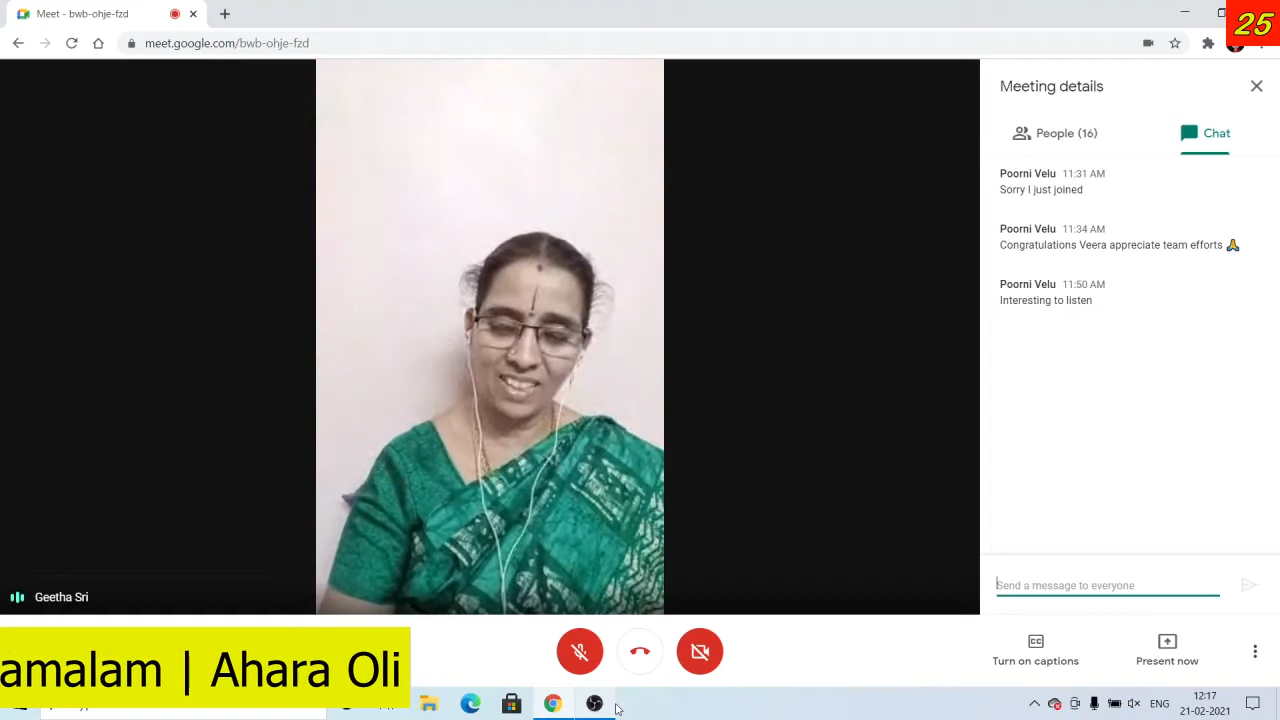 Meet - bwb-ohje-fzd
25
meet.google.com/bwb-ohje-fzd
Meeting details
People (16)
Chat
Poorni Velu 11:31 AM
Sorry I just joined
Poorni Velu 11:34 AM
Congratulations Veera appreciate team efforts 🙏
Poorni Velu 11:50 AM
Interesting to listen
Send a message to everyone
Geetha Sri
amalam | Ahara Oli
CC
Turn on captions
Present now
ENG
12:17
21-02-2021